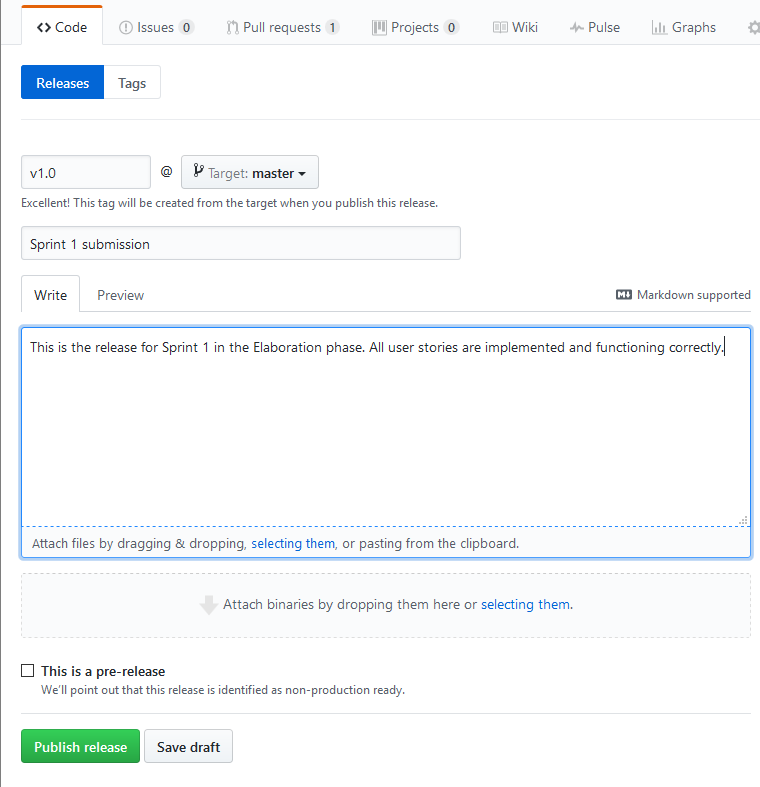 Code Issues 0 Pull requests 1 Projects 0 Wiki Pulse Graphs
Releases Tags
v1.0 @ Target: master
Excellent! This tag will be created from the target when you publish this release.
Sprint 1 submission
Write Preview Markdown supported
This is the release for Sprint 1 in the Elaboration phase. All user stories are implemented and functioning correctly.
Attach files by dragging & dropping, selecting them, or pasting from the clipboard.
Attach binaries by dropping them here or selecting them.
This is a pre-release
We’ll point out that this release is identified as non-production ready.
Publish release Save draft